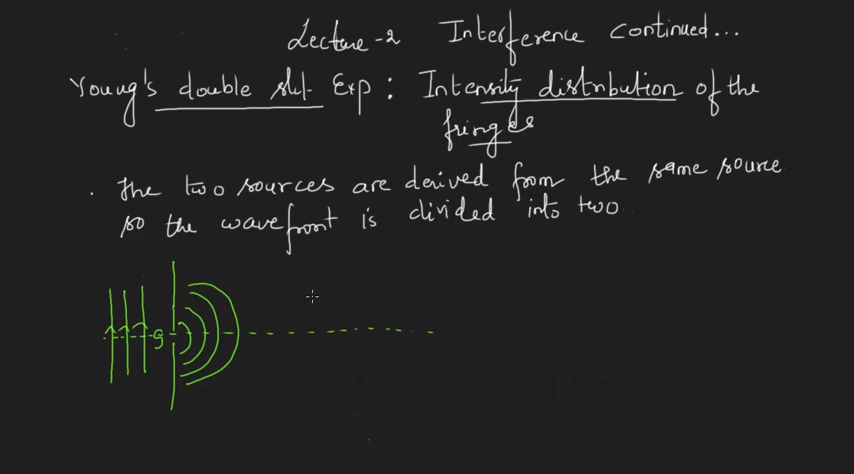 Lecture-2 Interference continued...
Young's double slit Exp: Intensity distribution of the
fringes
. The two sources are derived from the same source
so the wavefront is divided into two
S